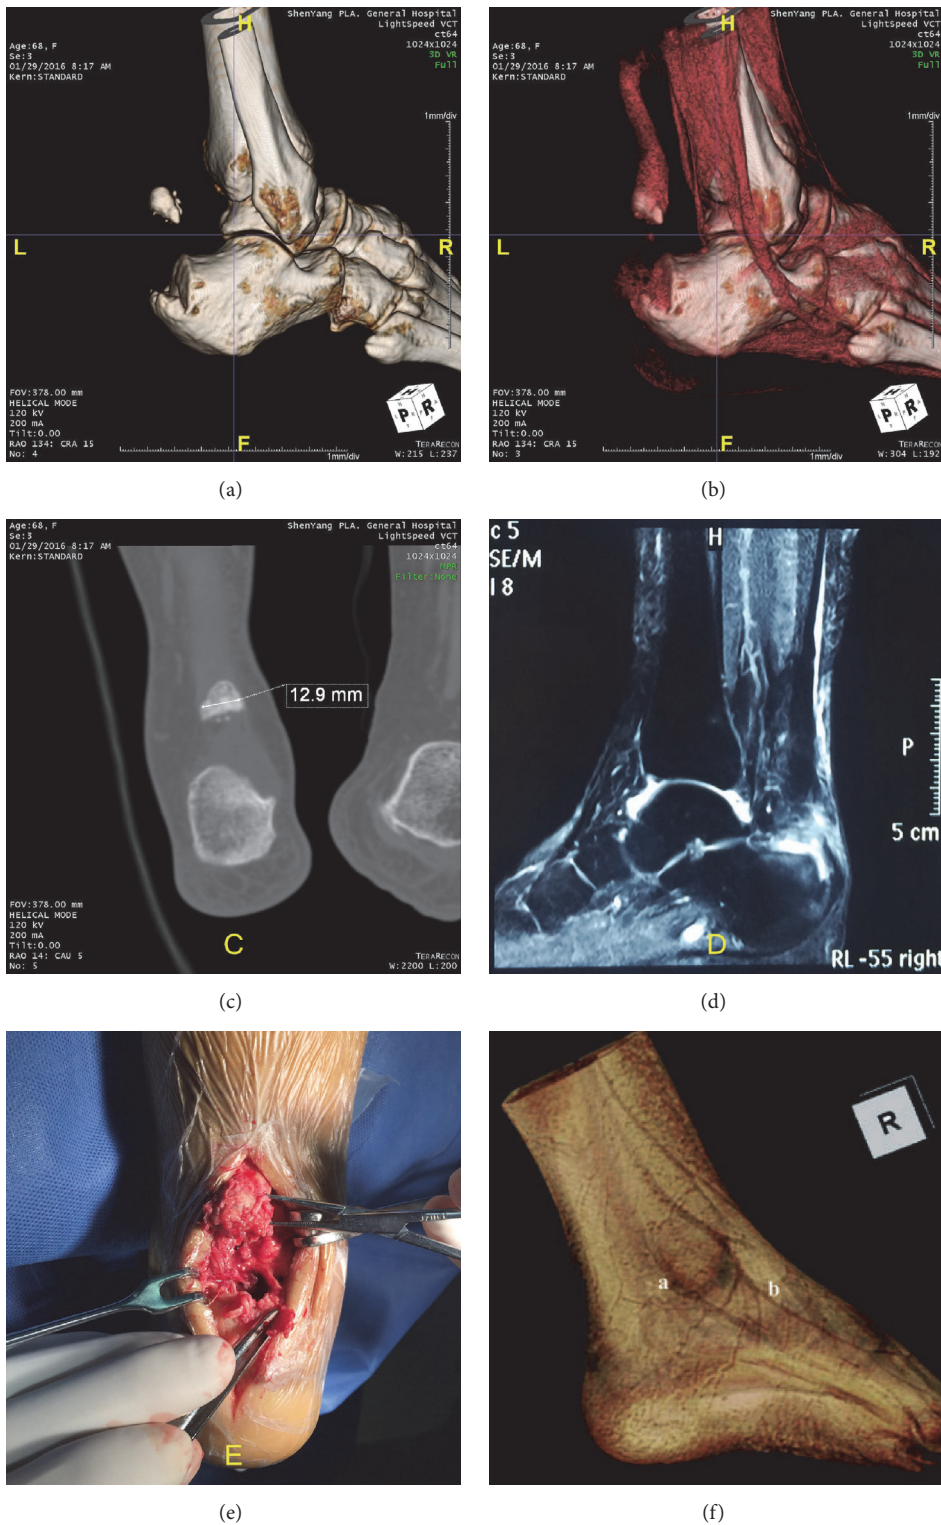 ShenYang PLA. General Hospital
LightSpeed VCT
ct64
1024x1024
3D VR
Full
Age:68, F
Se:3
01/29/2016 8:17 AM
Kern:STANDARD
H
1mm/div
L
R
FOV:378.00 mm
HELICAL MODE
120 kV
200 mA
Tilt:0.00
RAO 134: CRA 15
No: 4
F
H
P R
1mm/div
TERARECON
W:215 L:237
(a)
ShenYang PLA. General Hospital
LightSpeed VCT
ct64
1024x1024
3D VR
Full
Age:68, F
Se:3
01/29/2016 8:17 AM
Kern:STANDARD
H
1mm/div
L
R
FOV:378.00 mm
HELICAL MODE
120 kV
200 mA
Tilt:0.00
RAO 134: CRA 15
No: 3
F
H
P R
1mm/div
TERARECON
W:304 L:192
(b)
Age:68, F
Se:3
01/29/2016 8:17 AM
Kern:STANDARD
ShenYang PLA. General Hospital
LightSpeed VCT
ct64
1024x1024
MPR
Filter:None
12.9 mm
FOV:378.00 mm
HELICAL MODE
120 kV
200 mA
Tilt:0.00
RAO 14: CAU 5
No: 5
C
TERARECON
W:2200 L:200
(c)
c 5
SE/M
I 8
H
P
5 cm
D
RL -55 right
(d)
E
(e)
R
a
b
(f)